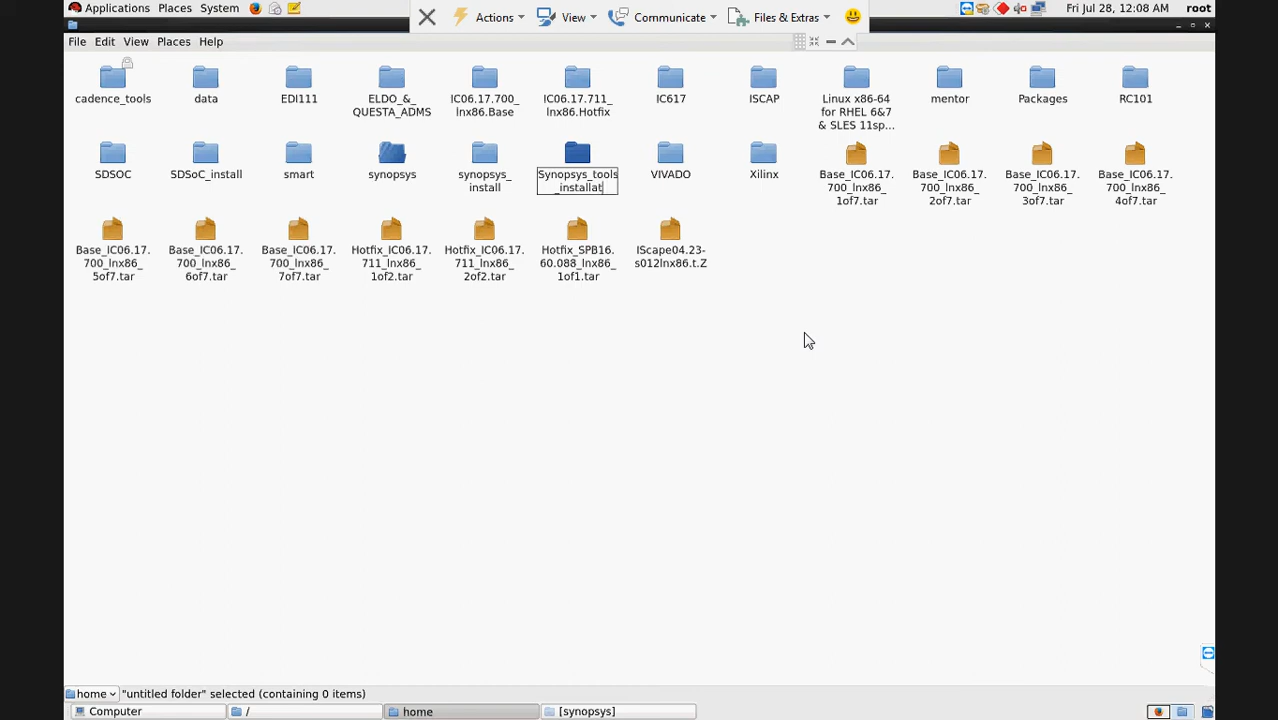 Applications Places System Fri Jul 28, 12:08 AM root
Actions View Communicate Files & Extras
File Edit View Places Help
cadence_tools
data
EDI111
ELDO_&_
QUESTA_ADMS
IC06.17.700_
lnx86.Base
IC06.17.711_
lnx86.Hotfix
IC617
ISCAP
Linux x86-64
for RHEL 6&7
& SLES 11sp...
mentor
Packages
RC101
SDSOC
SDSoC_install
smart
synopsys
synopsys_
install
Synopsys_tools
_installat
VIVADO
Xilinx
Base_IC06.17.
700_lnx86_
1of7.tar
Base_IC06.17.
700_lnx86_
2of7.tar
Base_IC06.17.
700_lnx86_
3of7.tar
Base_IC06.17.
700_lnx86_
4of7.tar
Base_IC06.17.
700_lnx86_
5of7.tar
Base_IC06.17.
700_lnx86_
6of7.tar
Base_IC06.17.
700_lnx86_
7of7.tar
Hotfix_IC06.17.
711_lnx86_
1of2.tar
Hotfix_IC06.17.
711_lnx86_
2of2.tar
Hotfix_SPB16.
60.088_lnx86_
1of1.tar
IScape04.23-
s012lnx86.t.Z
home "untitled folder" selected (containing 0 items)
Computer / home [synopsys]